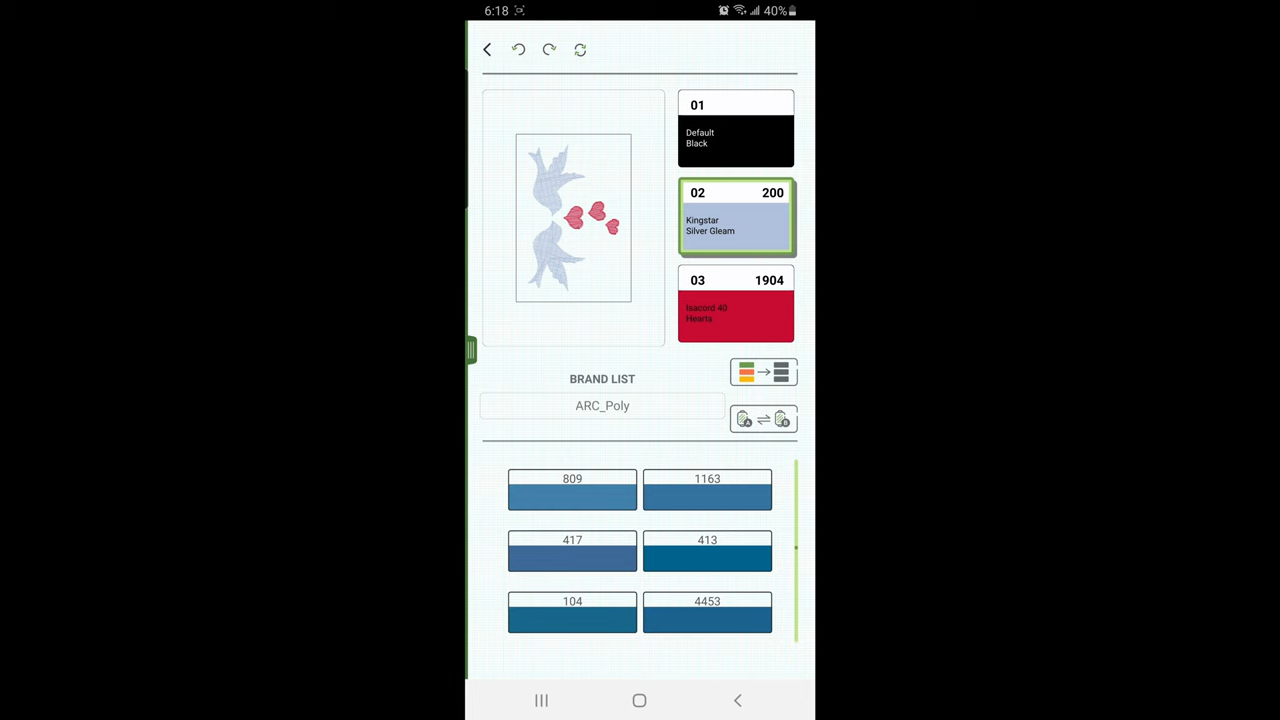 6:18
40%
01
Default
Black
02 200
Kingstar
Silver Gleam
03 1904
Isacord 40
Hearts
BRAND LIST
ARC_Poly
A B
809 1163
417 413
104 4453